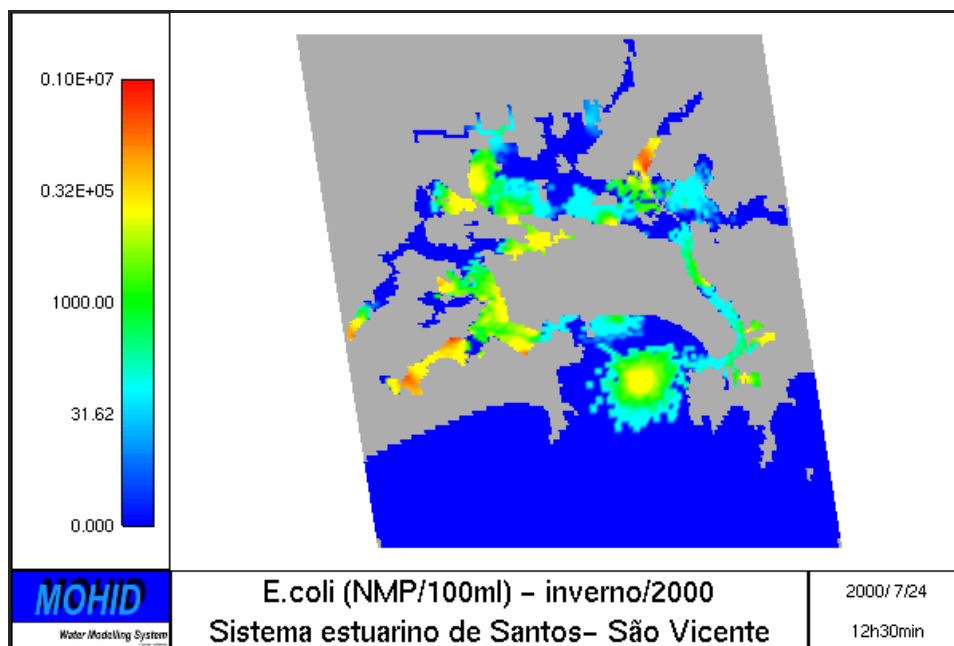 0.10E+07
0.32E+05
1000.00
31.62
0.000
MOHID
Water Modelling System
E.coli (NMP/100ml) - inverno/2000
Sistema estuarino de Santos- São Vicente
2000/ 7/24
12h30min